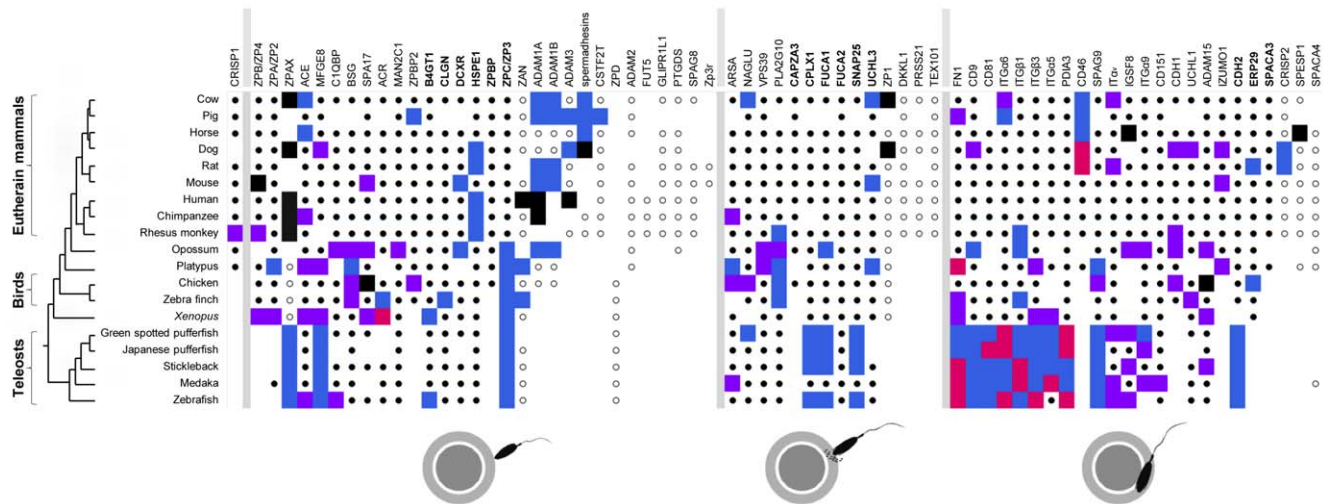 CRISP1
ZPB/ZP4
ZPA/ZP2
ZPAX
ACE
MFGE8
C1QBP
BSG
SPA17
ACR
MAN2C1
ZPBP2
B4GT1
CLGN
DCXR
HSPE1
ZPBP
ZPC/ZP3
ZAN
ADAM1A
ADAM1B
ADAM3
spermadhesins
CSTF2T
ZPD
ADAM2
FUT5
GLIPR1L1
PTGDS
SPAG8
Zp3r
ARSA
NAGLU
VPS39
PLA2G10
CAPZA3
CPLX1
FUCA1
FUCA2
SNAP25
UCHL3
ZP1
DKKL1
PRSS21
TEX101
FN1
CD9
CD81
ITGα6
ITGβ1
ITGβ3
ITGα5
PDIA3
CD46
SPAG9
ITGαv
IGSF8
ITGα9
CD151
CDH1
UCHL1
ADAM15
IZUMO1
CDH2
ERP29
SPACA3
CRISP2
SPESP1
SPACA4
Eutherain mammals
Birds
Teleosts
Cow
Pig
Horse
Dog
Rat
Mouse
Human
Chimpanzee
Rhesus monkey
Opossum
Platypus
Chicken
Zebra finch
Xenopus
Green spotted pufferfish
Japanese pufferfish
Stickleback
Medaka
Zebrafish